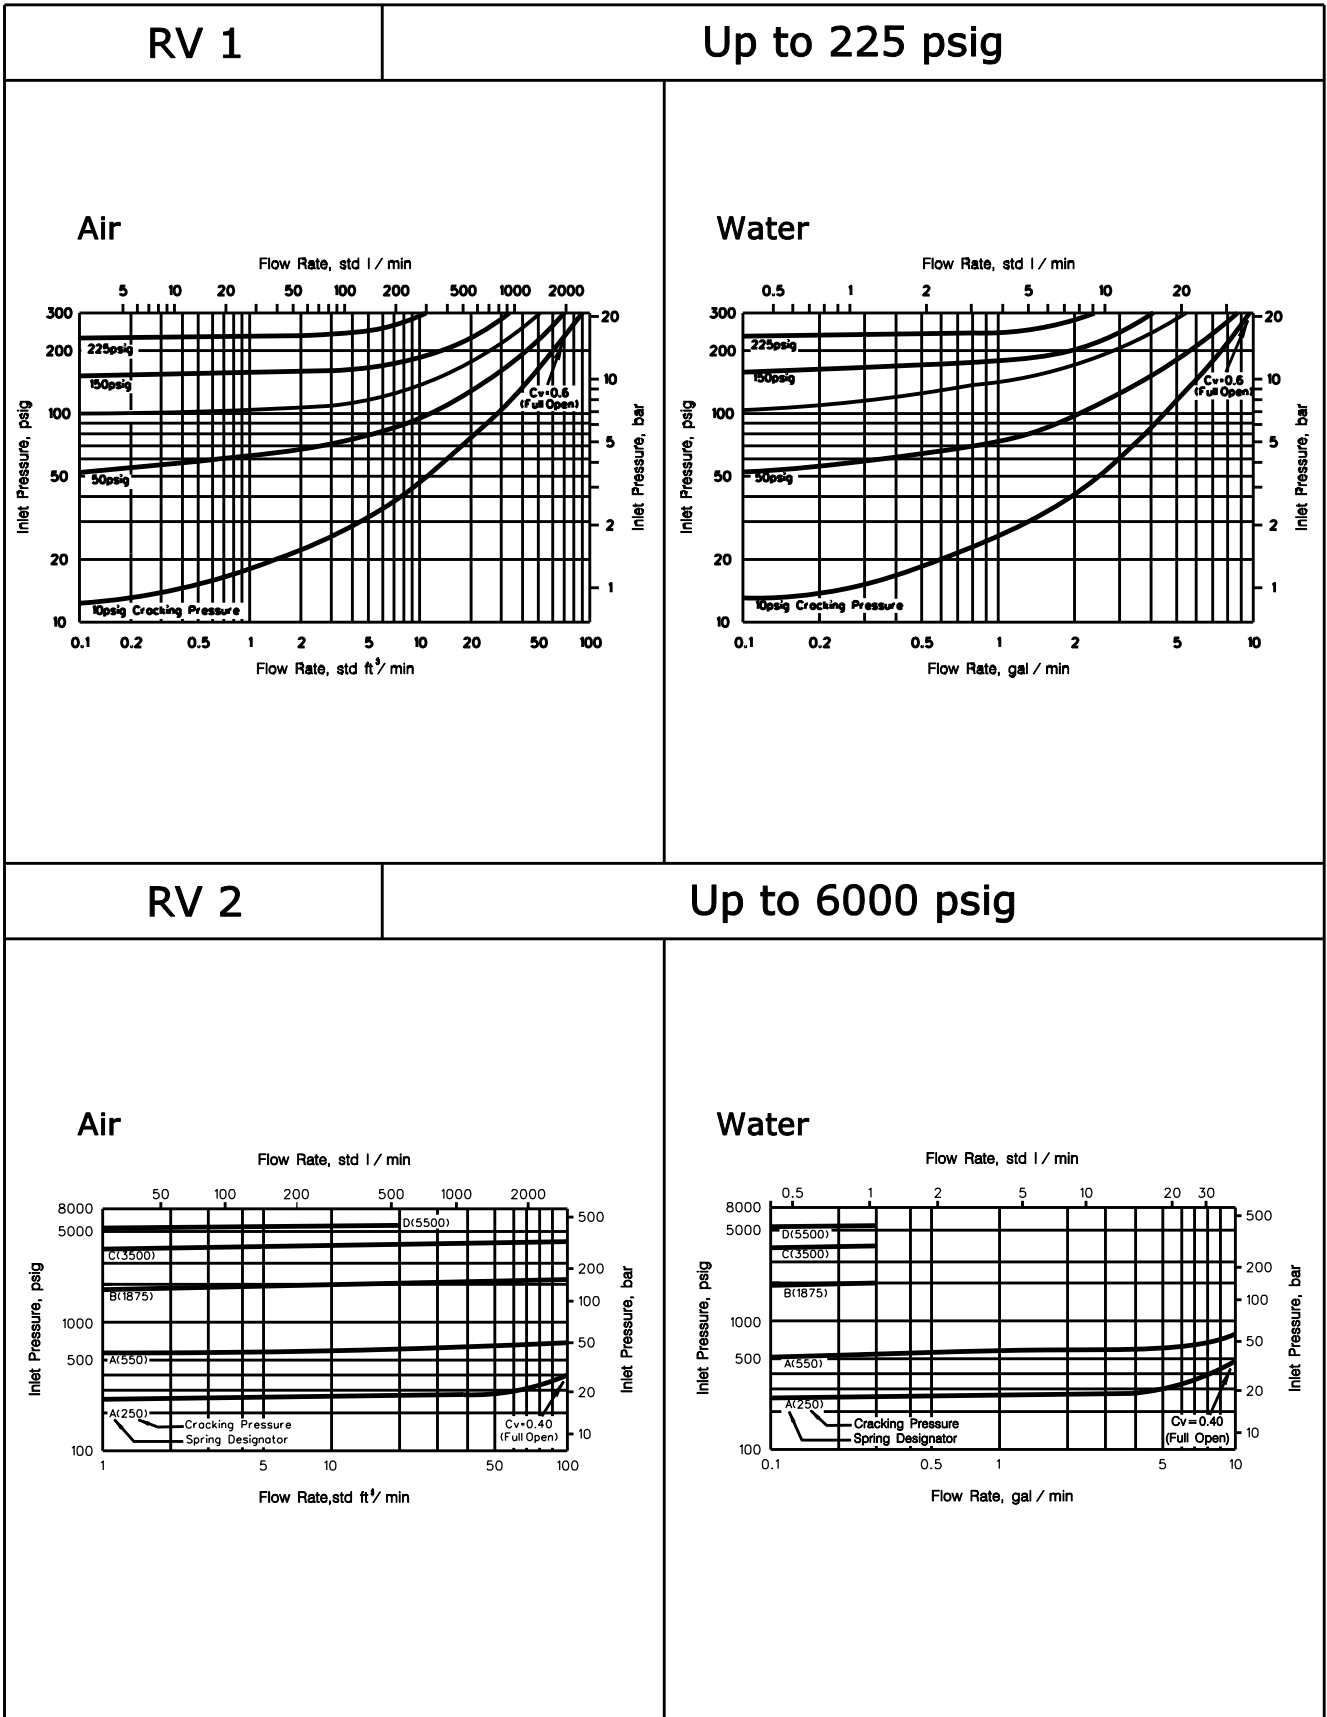 RV 1
Up to 225 psig
Air
Flow Rate, std l / min
5 10 20 50 100 200 500 1000 2000
300
200
100
50
20
10
Inlet Pressure, psig
225psig
150psig
50psig
10psig Cracking Pressure
Cv=0.6
(Full Open)
20
10
5
2
1
Inlet Pressure, bar
0.1 0.2 0.5 1 2 5 10 20 50 100
Flow Rate, std ft³/ min
Water
Flow Rate, std l / min
0.5 1 2 5 10 20
300
200
100
50
20
10
Inlet Pressure, psig
225psig
150psig
50psig
10psig Cracking Pressure
Cv=0.6
(Full Open)
20
10
5
2
1
Inlet Pressure, bar
0.1 0.2 0.5 1 2 5 10
Flow Rate, gal / min
RV 2
Up to 6000 psig
Air
Flow Rate, std l / min
50 100 200 500 1000 2000
8000
5000
1000
500
100
Inlet Pressure, psig
D(5500)
C(3500)
B(1875)
A(550)
A(250)
Cracking Pressure
Spring Designator
Cv=0.40
(Full Open)
500
200
100
50
20
10
Inlet Pressure, bar
1 5 10 50 100
Flow Rate,std ft³/ min
Water
Flow Rate, std l / min
0.5 1 2 5 10 20 30
8000
5000
1000
500
100
Inlet Pressure, psig
D(5500)
C(3500)
B(1875)
A(550)
A(250)
Cracking Pressure
Spring Designator
Cv=0.40
(Full Open)
500
200
100
50
20
10
Inlet Pressure, bar
0.1 0.5 1 5 10
Flow Rate, gal / min